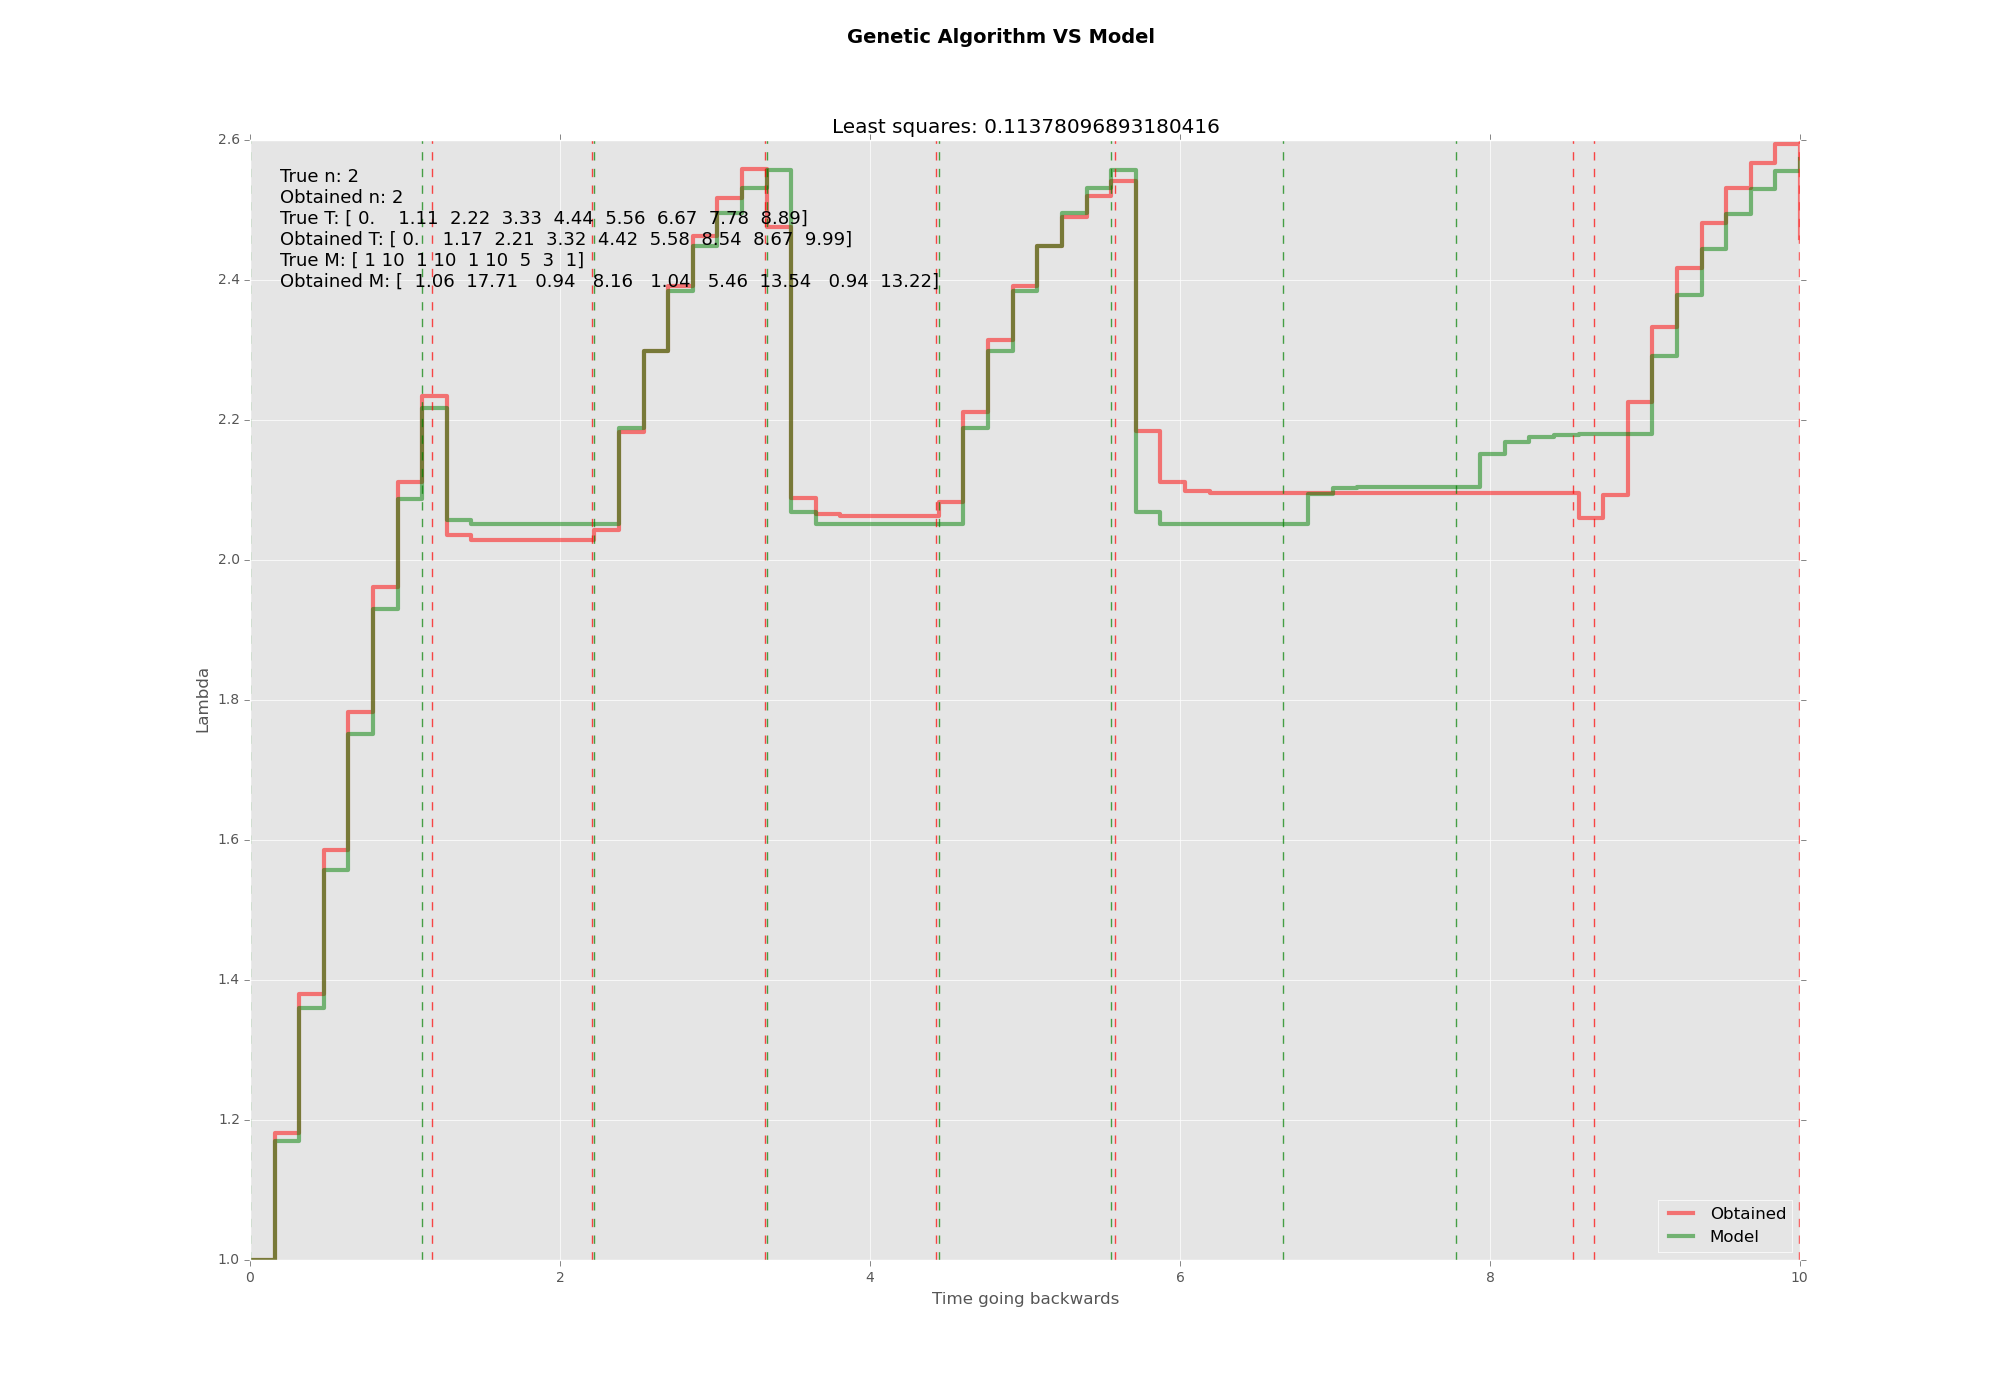 Genetic Algorithm VS Model
Least squares: 0.11378096893180416
True n: 2
Obtained n: 2
True T: [ 0. 1.11 2.22 3.33 4.44 5.56 6.67 7.78 8.89]
Obtained T: [ 0. 1.17 2.21 3.32 4.42 5.58 8.54 8.67 9.99]
True M: [ 1 10 1 10 1 10 5 3 1]
Obtained M: [ 1.06 17.71 0.94 8.16 1.04 5.46 13.54 0.94 13.22]
2.6
2.4
2.2
2.0
1.8
1.6
1.4
1.2
1.0
Lambda
0 2 4 6 8 10
Time going backwards
Obtained
Model